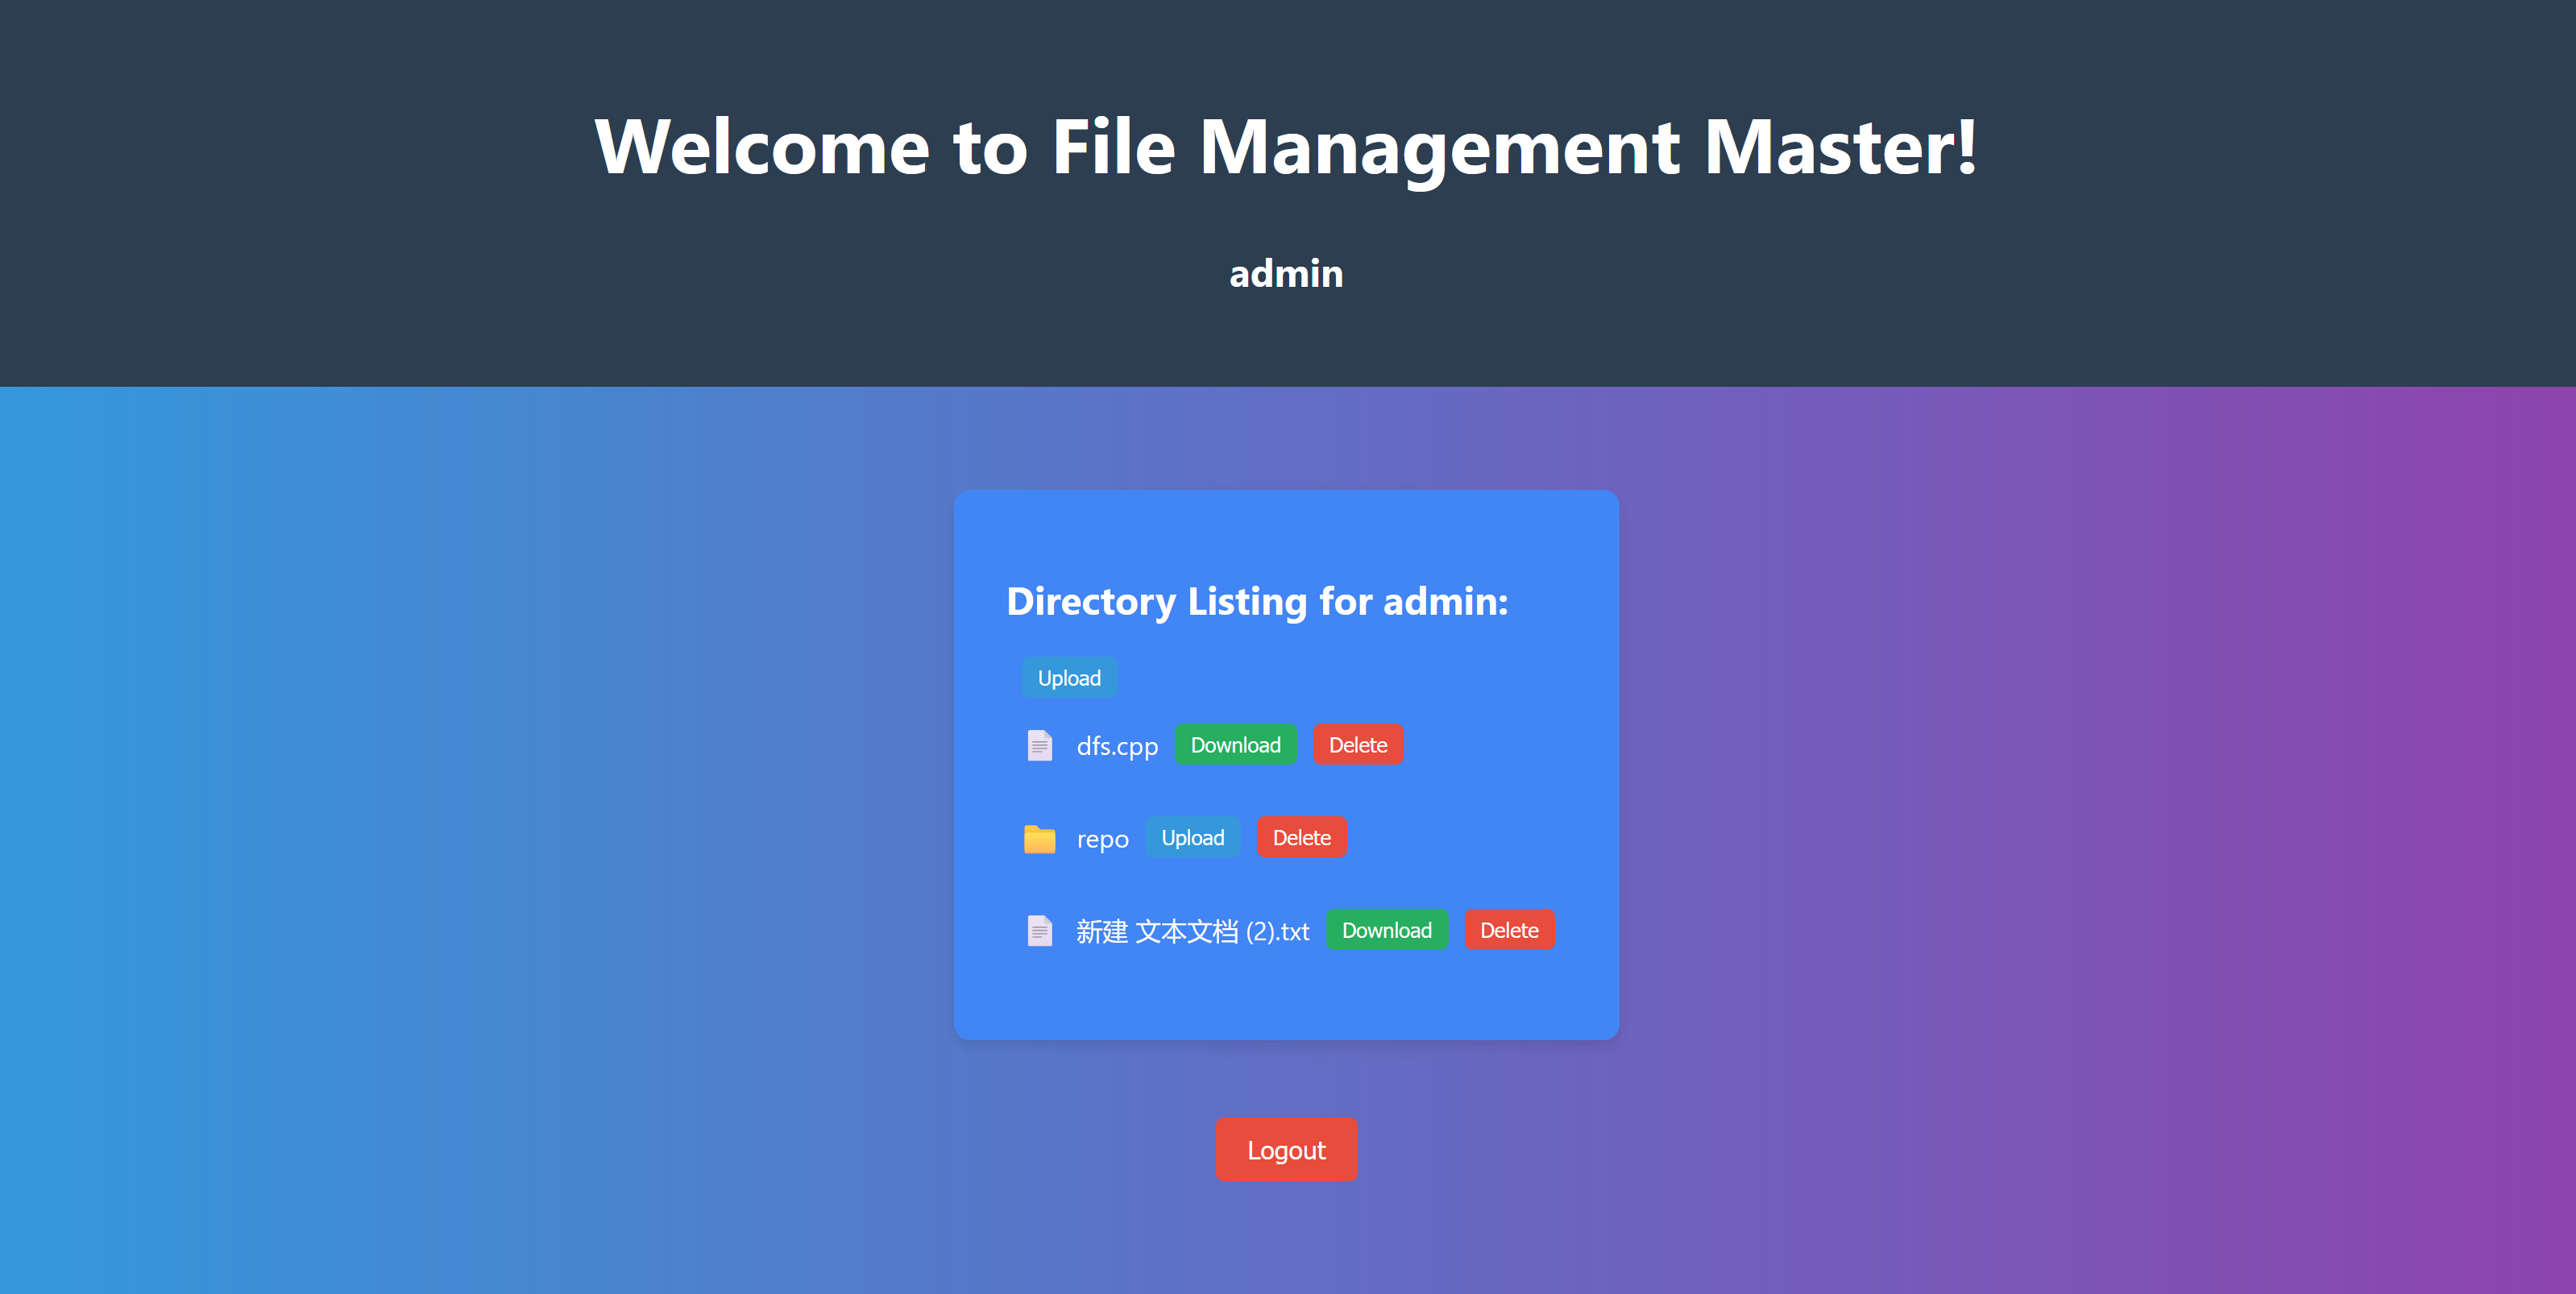 Welcome to File Management Master!
admin
Directory Listing for admin:
Upload
dfs.cpp Download Delete
repo Upload Delete
新建 文本文档 (2).txt Download Delete
Logout